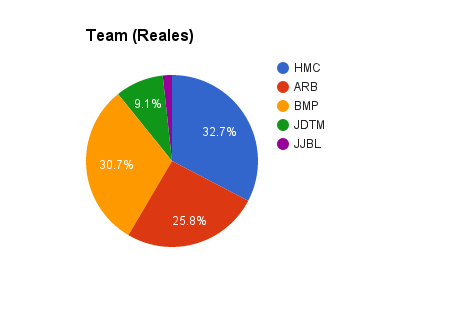 Team (Reales)
HMC
ARB
BMP
JDTM
JJBL
9.1%
32.7%
30.7%
25.8%